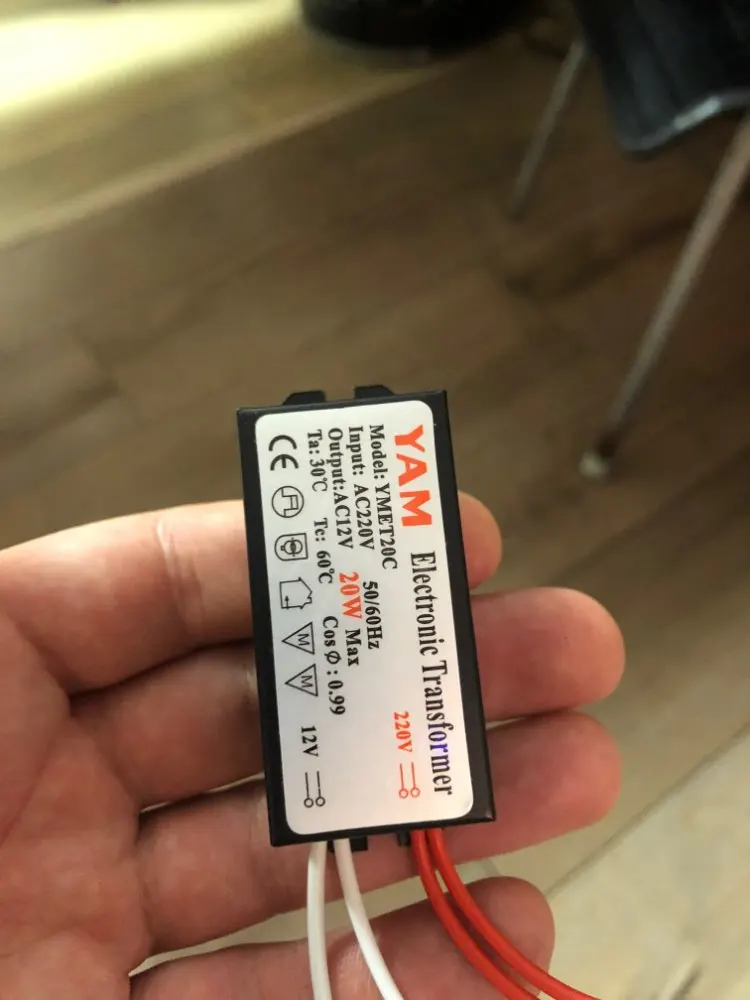 YAM Electronic Transformer
Model: YMET20C 50/60Hz
Input: AC220V
Output:AC12V 20W Max
Ta: 30℃ Tc: 60℃ Cos Ø : 0.99
220V
CE M M 12V